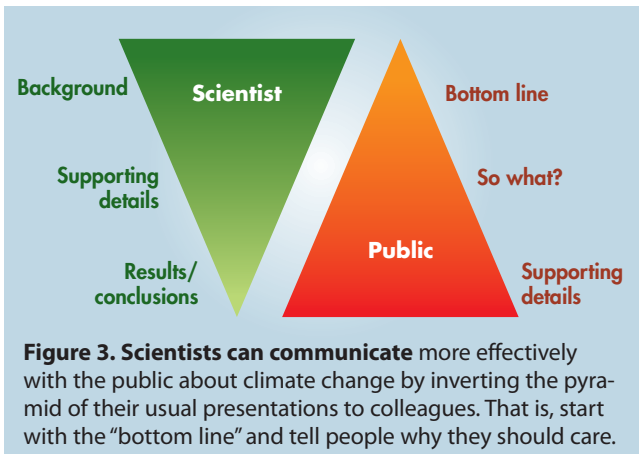 Background
Scientist
Supporting
details
Results/
conclusions
Bottom line
So what?
Public
Supporting
details
Figure 3. Scientists can communicate more effectively
with the public about climate change by inverting the pyra-
mid of their usual presentations to colleagues. That is, start
with the “bottom line” and tell people why they should care.